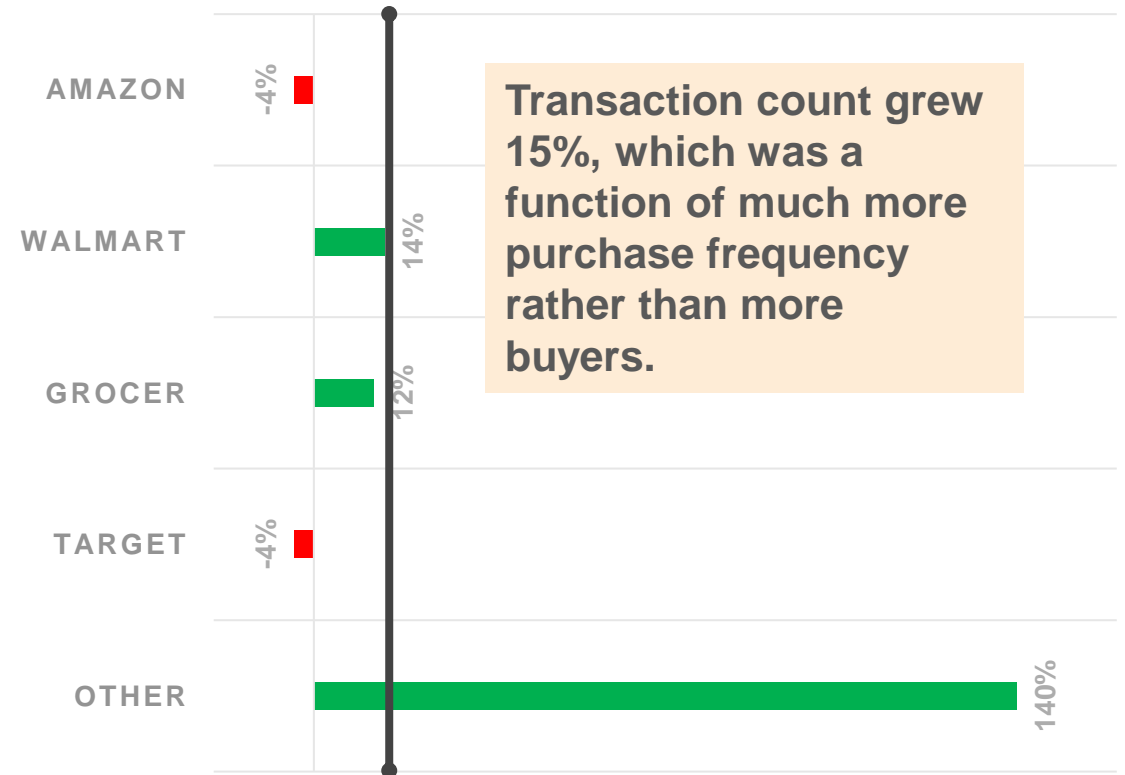 AMAZON
-4%
Transaction count grew
15%, which was a
function of much more
purchase frequency
rather than more
buyers.
WALMART
14%
GROCER
12%
TARGET
-4%
OTHER
140%